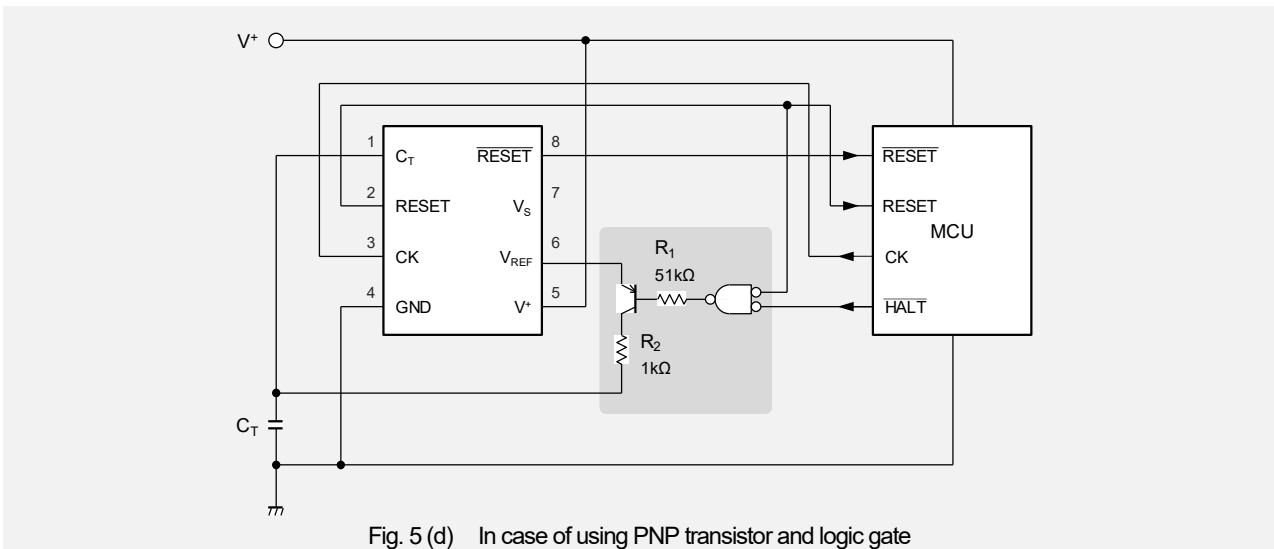 V+
1
CT
RESET
8
RESET
2
RESET
VS
7
RESET
MCU
3
CK
VREF
6
CK
4
GND
V+
5
HALT
R1
51kΩ
R2
1kΩ
CT
Fig. 5 (d) In case of using PNP transistor and logic gate